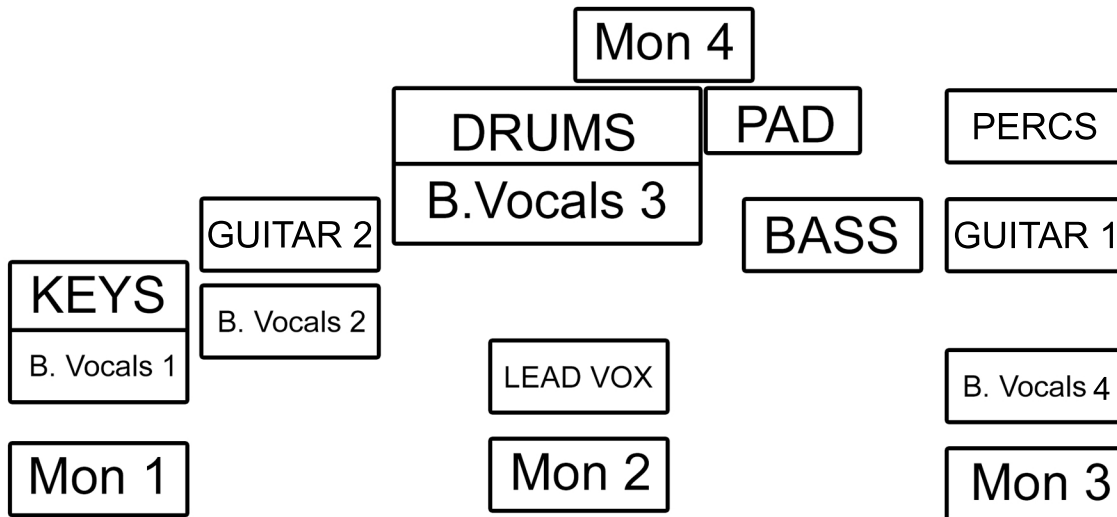 Mon 4
DRUMS
PAD
PERCS
B.Vocals 3
GUITAR 2
BASS
GUITAR 1
KEYS
B. Vocals 2
B. Vocals 1
LEAD VOX
B. Vocals 4
Mon 1
Mon 2
Mon 3